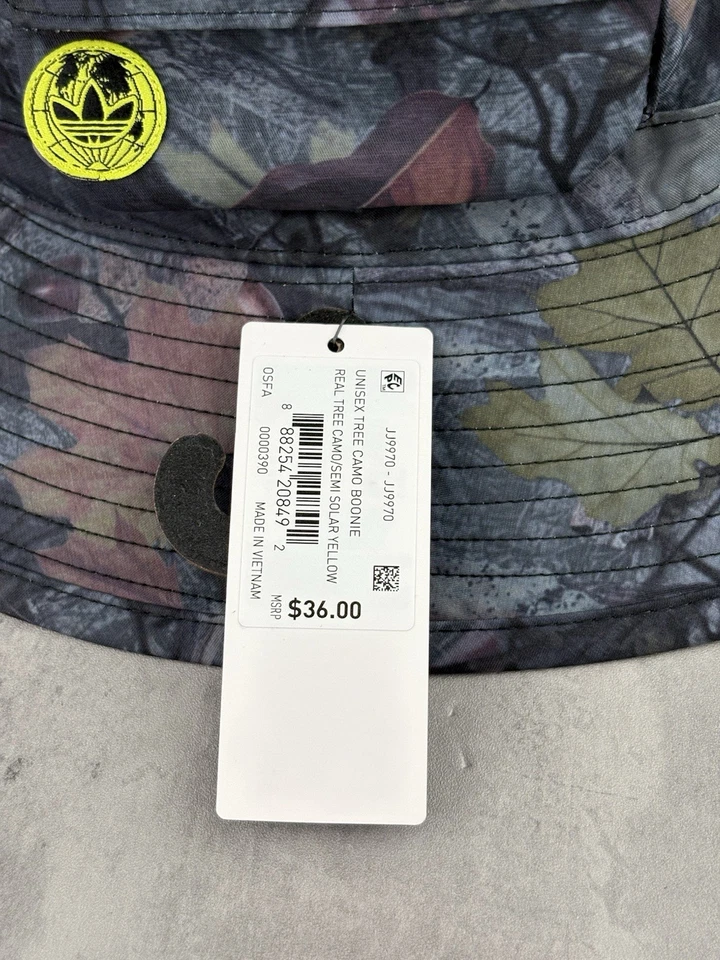 JJ9970 - JJ9970
UNISEX TREE CAMO BOONIE
REAL TREE CAMO/SEMI SOLAR YELLOW
8 88254 20849 2
OSFA 0000390 MADE IN VIETNAM
MSRP $36.00